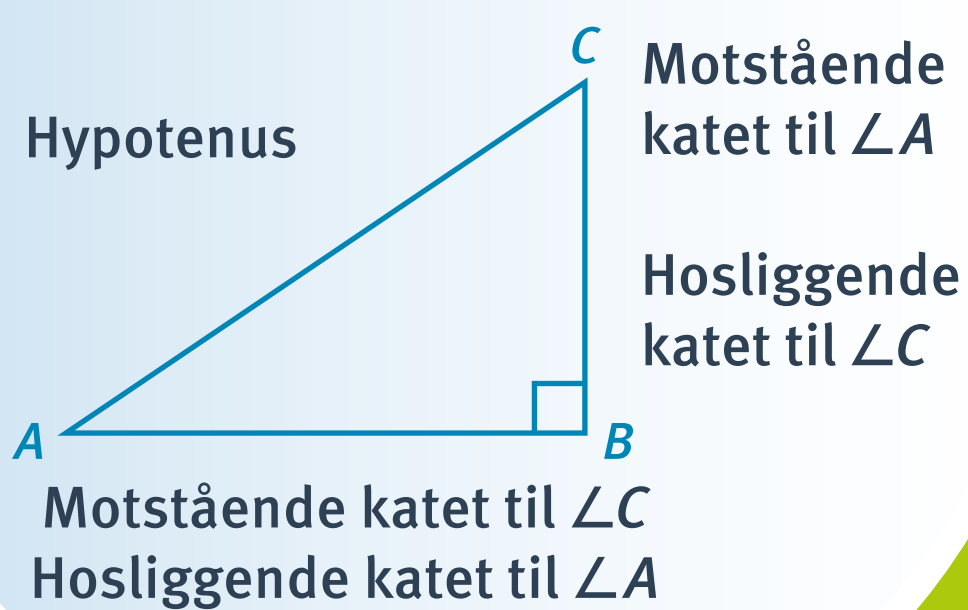 C
Motstående
katet til ∠A
Hypotenus
Hosliggende
katet til ∠C
A
B
Motstående katet til ∠C
Hosliggende katet til ∠A